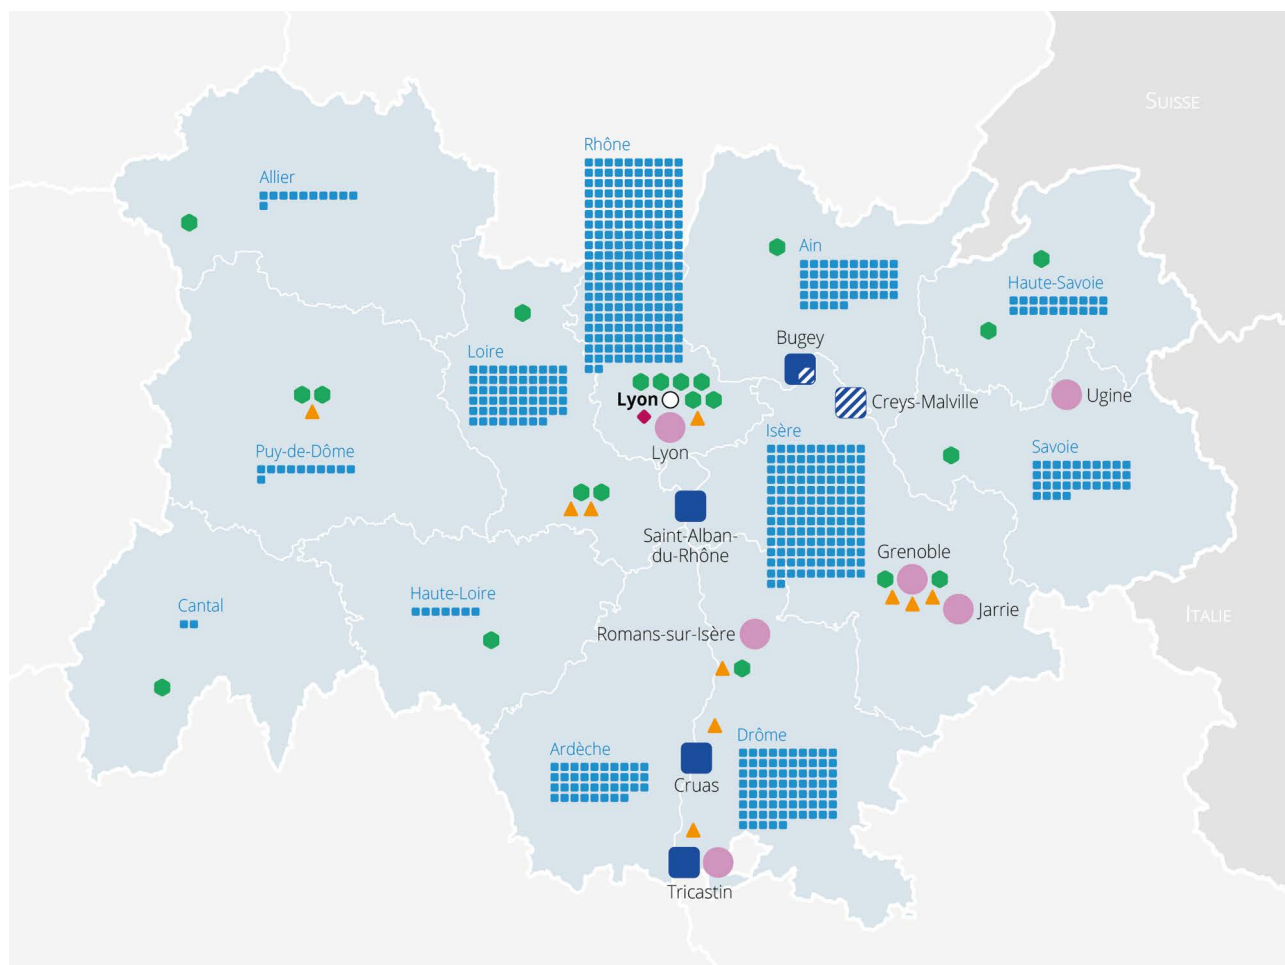 SUISSE
Rhône
Allier
Ain
Haute-Savoie
Bugey
Loire
Lyon
Creys-Malville
Ugine
Isère
Lyon
Puy-de-Dôme
Savoie
Saint-Alban-
du-Rhône
Grenoble
Haute-Loire
Cantal
Jarrie
ITALIE
Romans-sur-Isère
Drôme
Ardèche
Cruas
Tricastin